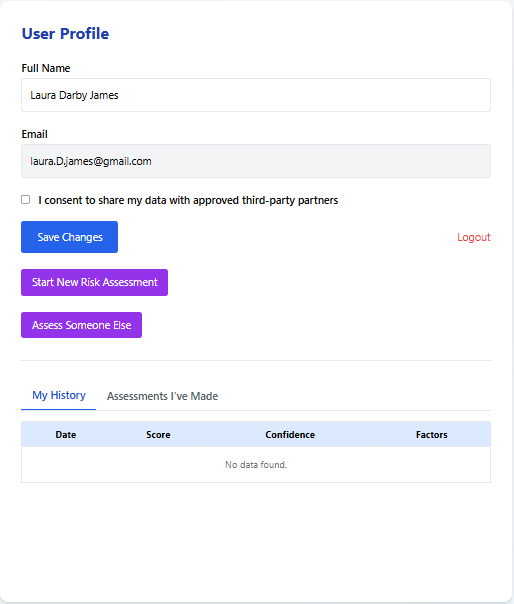 User Profile
Full Name
Laura Darby James
Email
laura.D.james@gmail.com
I consent to share my data with approved third-party partners
Save Changes
Logout
Start New Risk Assessment
Assess Someone Else
My History
Assessments I've Made
Date Score Confidence Factors
No data found.